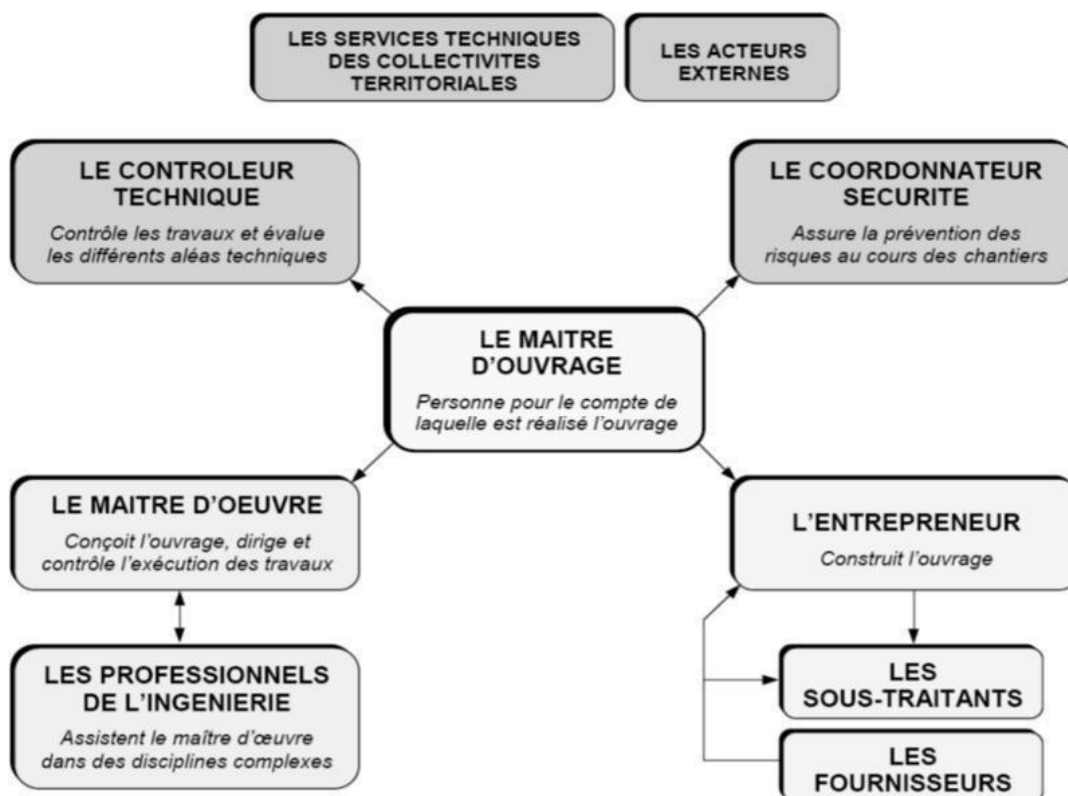 LES SERVICES TECHNIQUES
DES COLLECTIVITES
TERRITORIALES
LES ACTEURS
EXTERNES
LE CONTROLEUR
TECHNIQUE
Contrôle les travaux et évalue
les différents aléas techniques
LE COORDONNATEUR
SECURITE
Assure la prévention des
risques au cours des chantiers
LE MAITRE
D'OUVRAGE
Personne pour le compte de
laquelle est réalisé l'ouvrage
LE MAITRE D'OEUVRE
Conçoit l'ouvrage, dirige et
contrôle l'exécution des travaux
L'ENTREPRENEUR
Construit l'ouvrage
LES PROFESSIONNELS
DE L'INGENIERIE
Assistent le maître d'œuvre
dans des disciplines complexes
LES
SOUS-TRAITANTS
LES
FOURNISSEURS